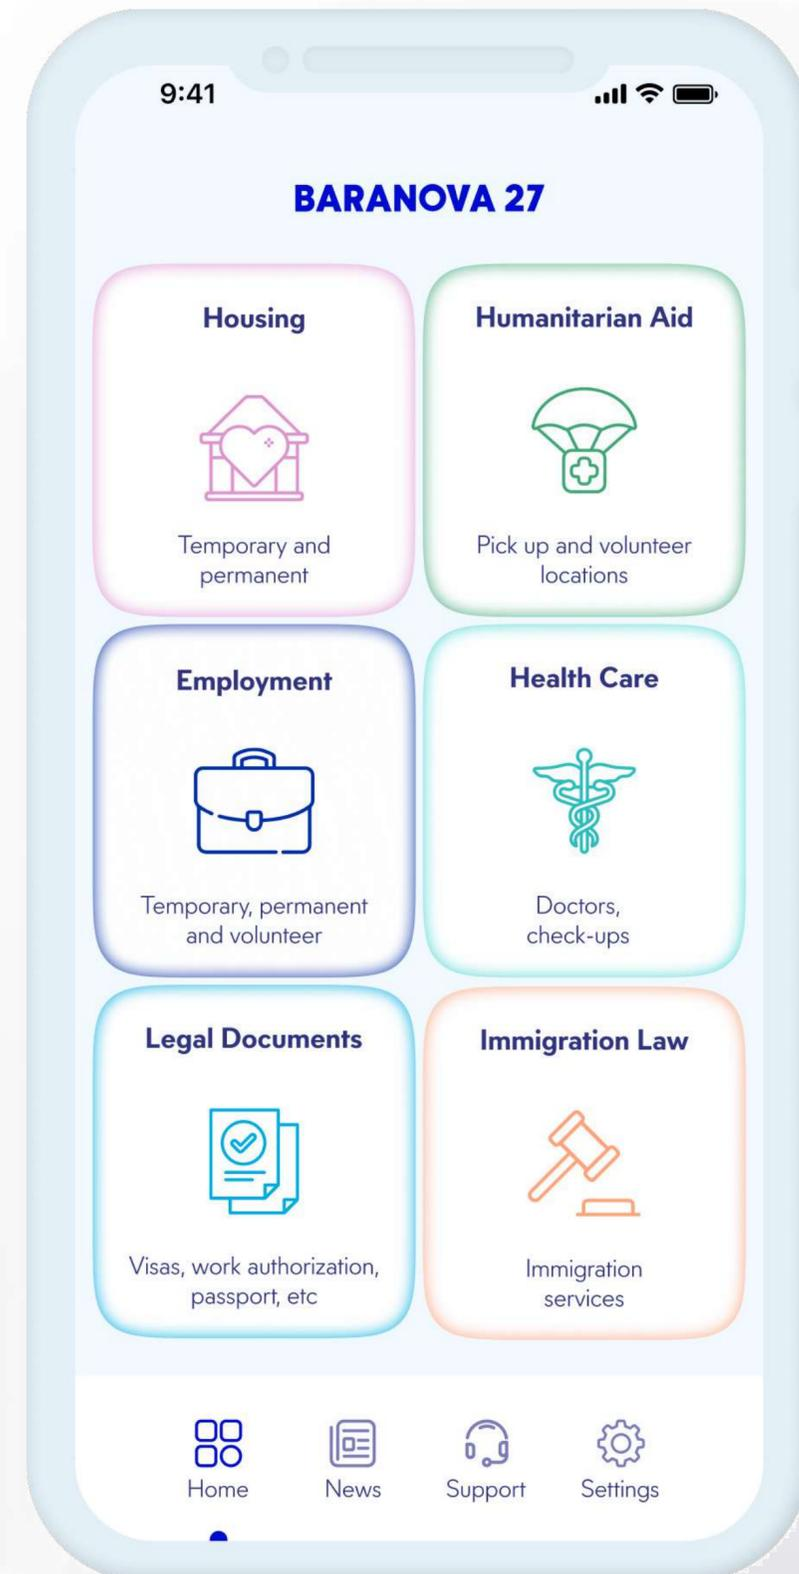 9:41
BARANOVA 27
Housing
Temporary and
permanent
Humanitarian Aid
Pick up and volunteer
locations
Employment
Temporary, permanent
and volunteer
Health Care
Doctors,
check-ups
Legal Documents
Visas, work authorization,
passport, etc
Immigration Law
Immigration
services
Home
News
Support
Settings